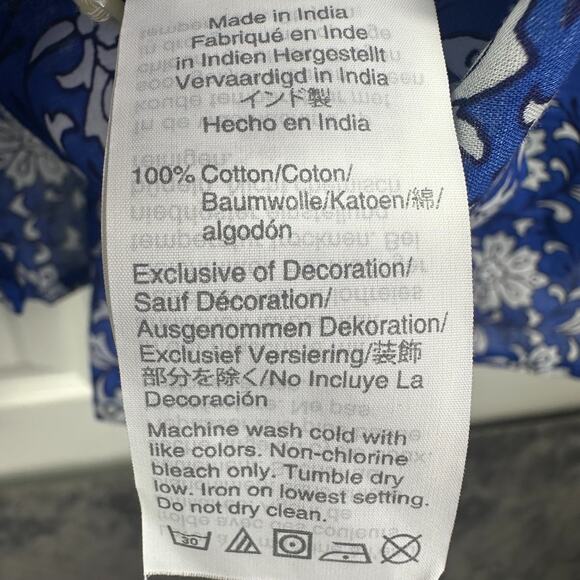 Made in India
Fabriqué en Inde
in Indien Hergestellt
Vervaardigd in India
インド製
Hecho en India
100% Cotton/Coton/
Baumwolle/Katoen/綿/
algodón
Exclusive of Decoration/
Sauf Décoration/
Ausgenommen Dekoration/
Exclusief Versiering/装飾
部分を除く/No Incluye La
Decoración
Machine wash cold with
like colors. Non-chlorine
bleach only. Tumble dry
low. Iron on lowest setting.
Do not dry clean.
30